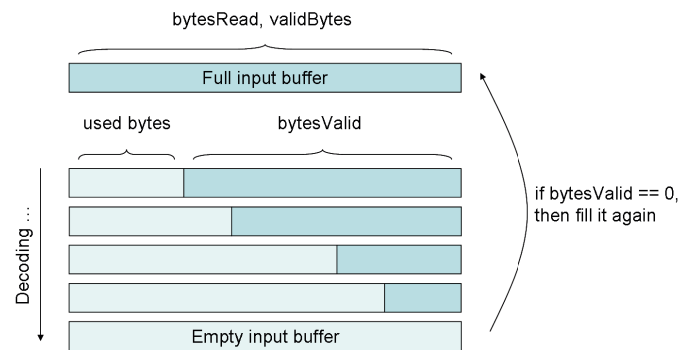 bytesRead, validBytes
Full input buffer
used bytes
bytesValid
if bytesValid == 0,
then fill it again
Decoding ...
Empty input buffer